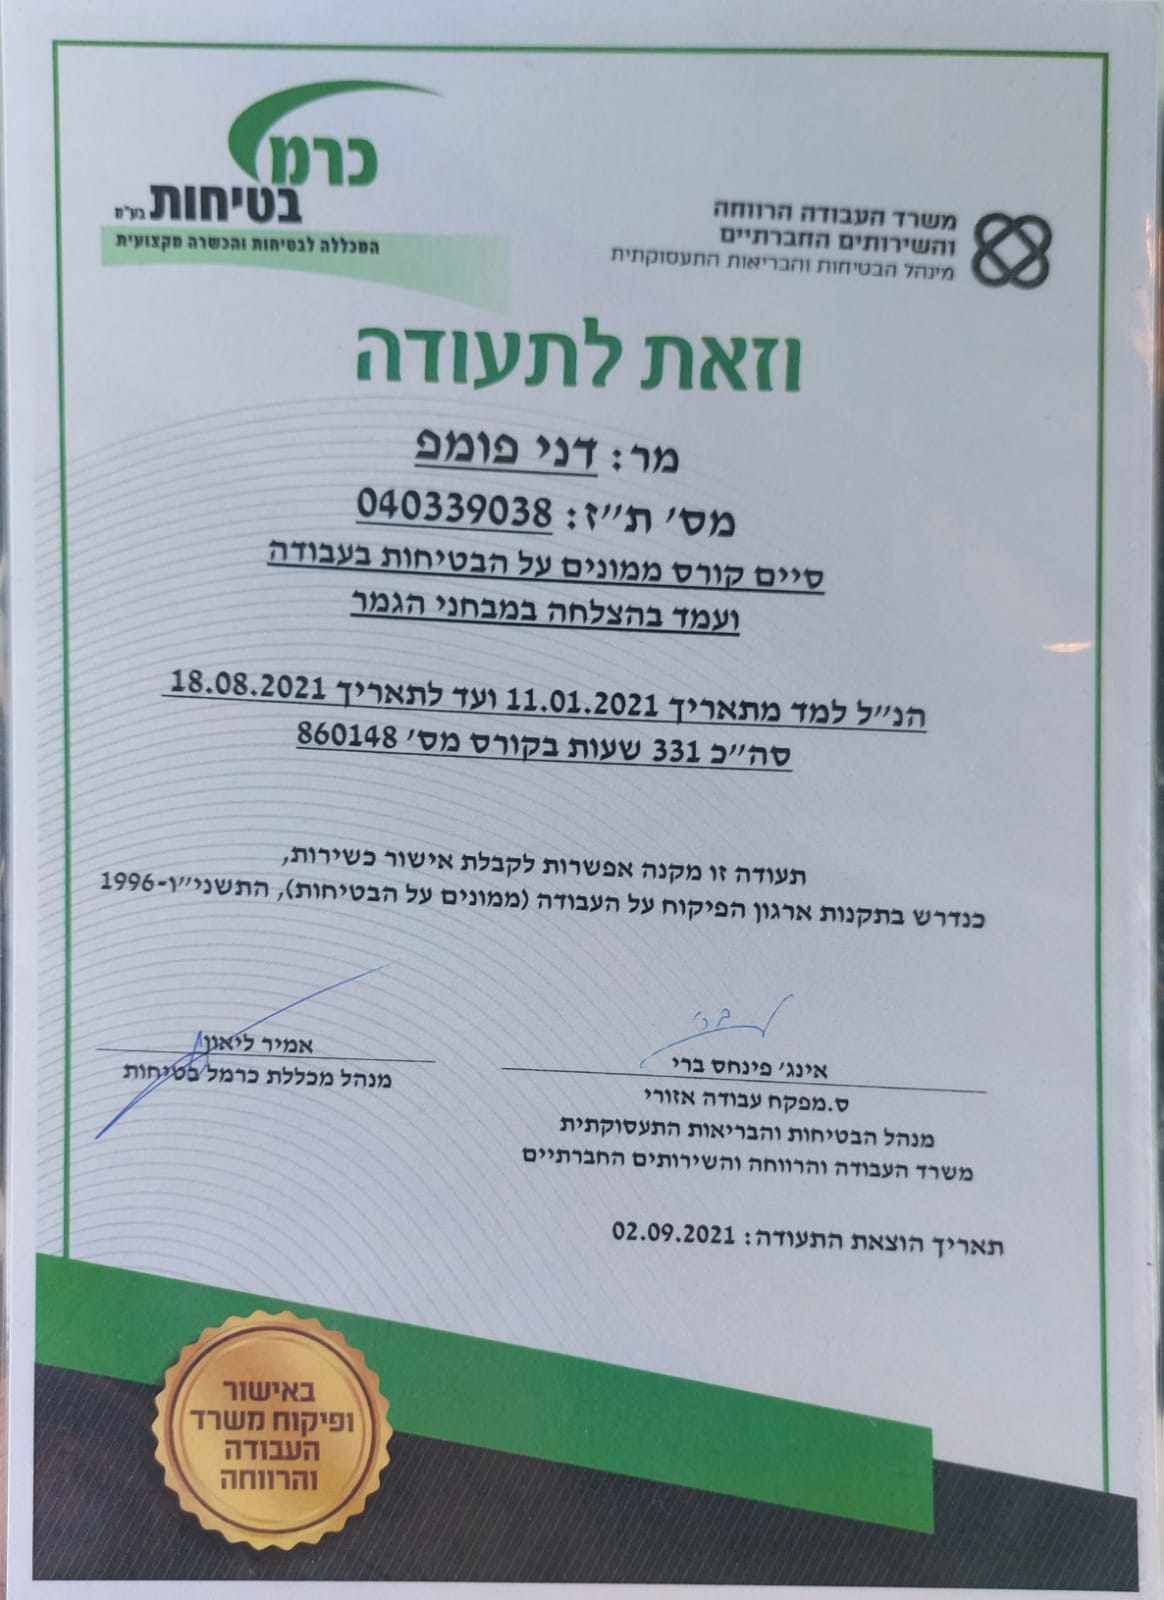 כרמל
בטיחות בע"מ
המכללה לבטיחות והכשרה מקצועית
משרד העבודה הרווחה
והשירותים החברתיים
מינהל הבטיחות והבריאות התעסוקתית
וזאת לתעודה
מר: דני פומפ
מס׳ ת״ז: 040339038
סיים קורס ממונים על הבטיחות בעבודה
ועמד בהצלחה במבחני הגמר
הנ״ל למד מתאריך 11.01.2021 ועד לתאריך 18.08.2021
סה״כ 331 שעות בקורס מס׳ 860148
תעודה זו מקנה אפשרות לקבלת אישור כשירות,
כנדרש בתקנות ארגון הפיקוח על העבודה (ממונים על הבטיחות), התשני״ו-1996
אינג׳ פינחס ברי
ס.מפקח עבודה אזורי
מנהל הבטיחות והבריאות התעסוקתית
משרד העבודה והרווחה והשירותים החברתיים
אמיר ליאון
מנהל מכללת כרמל בטיחות
תאריך הוצאת התעודה: 02.09.2021
באישור
ופיקוח משרד
העבודה
והרווחה